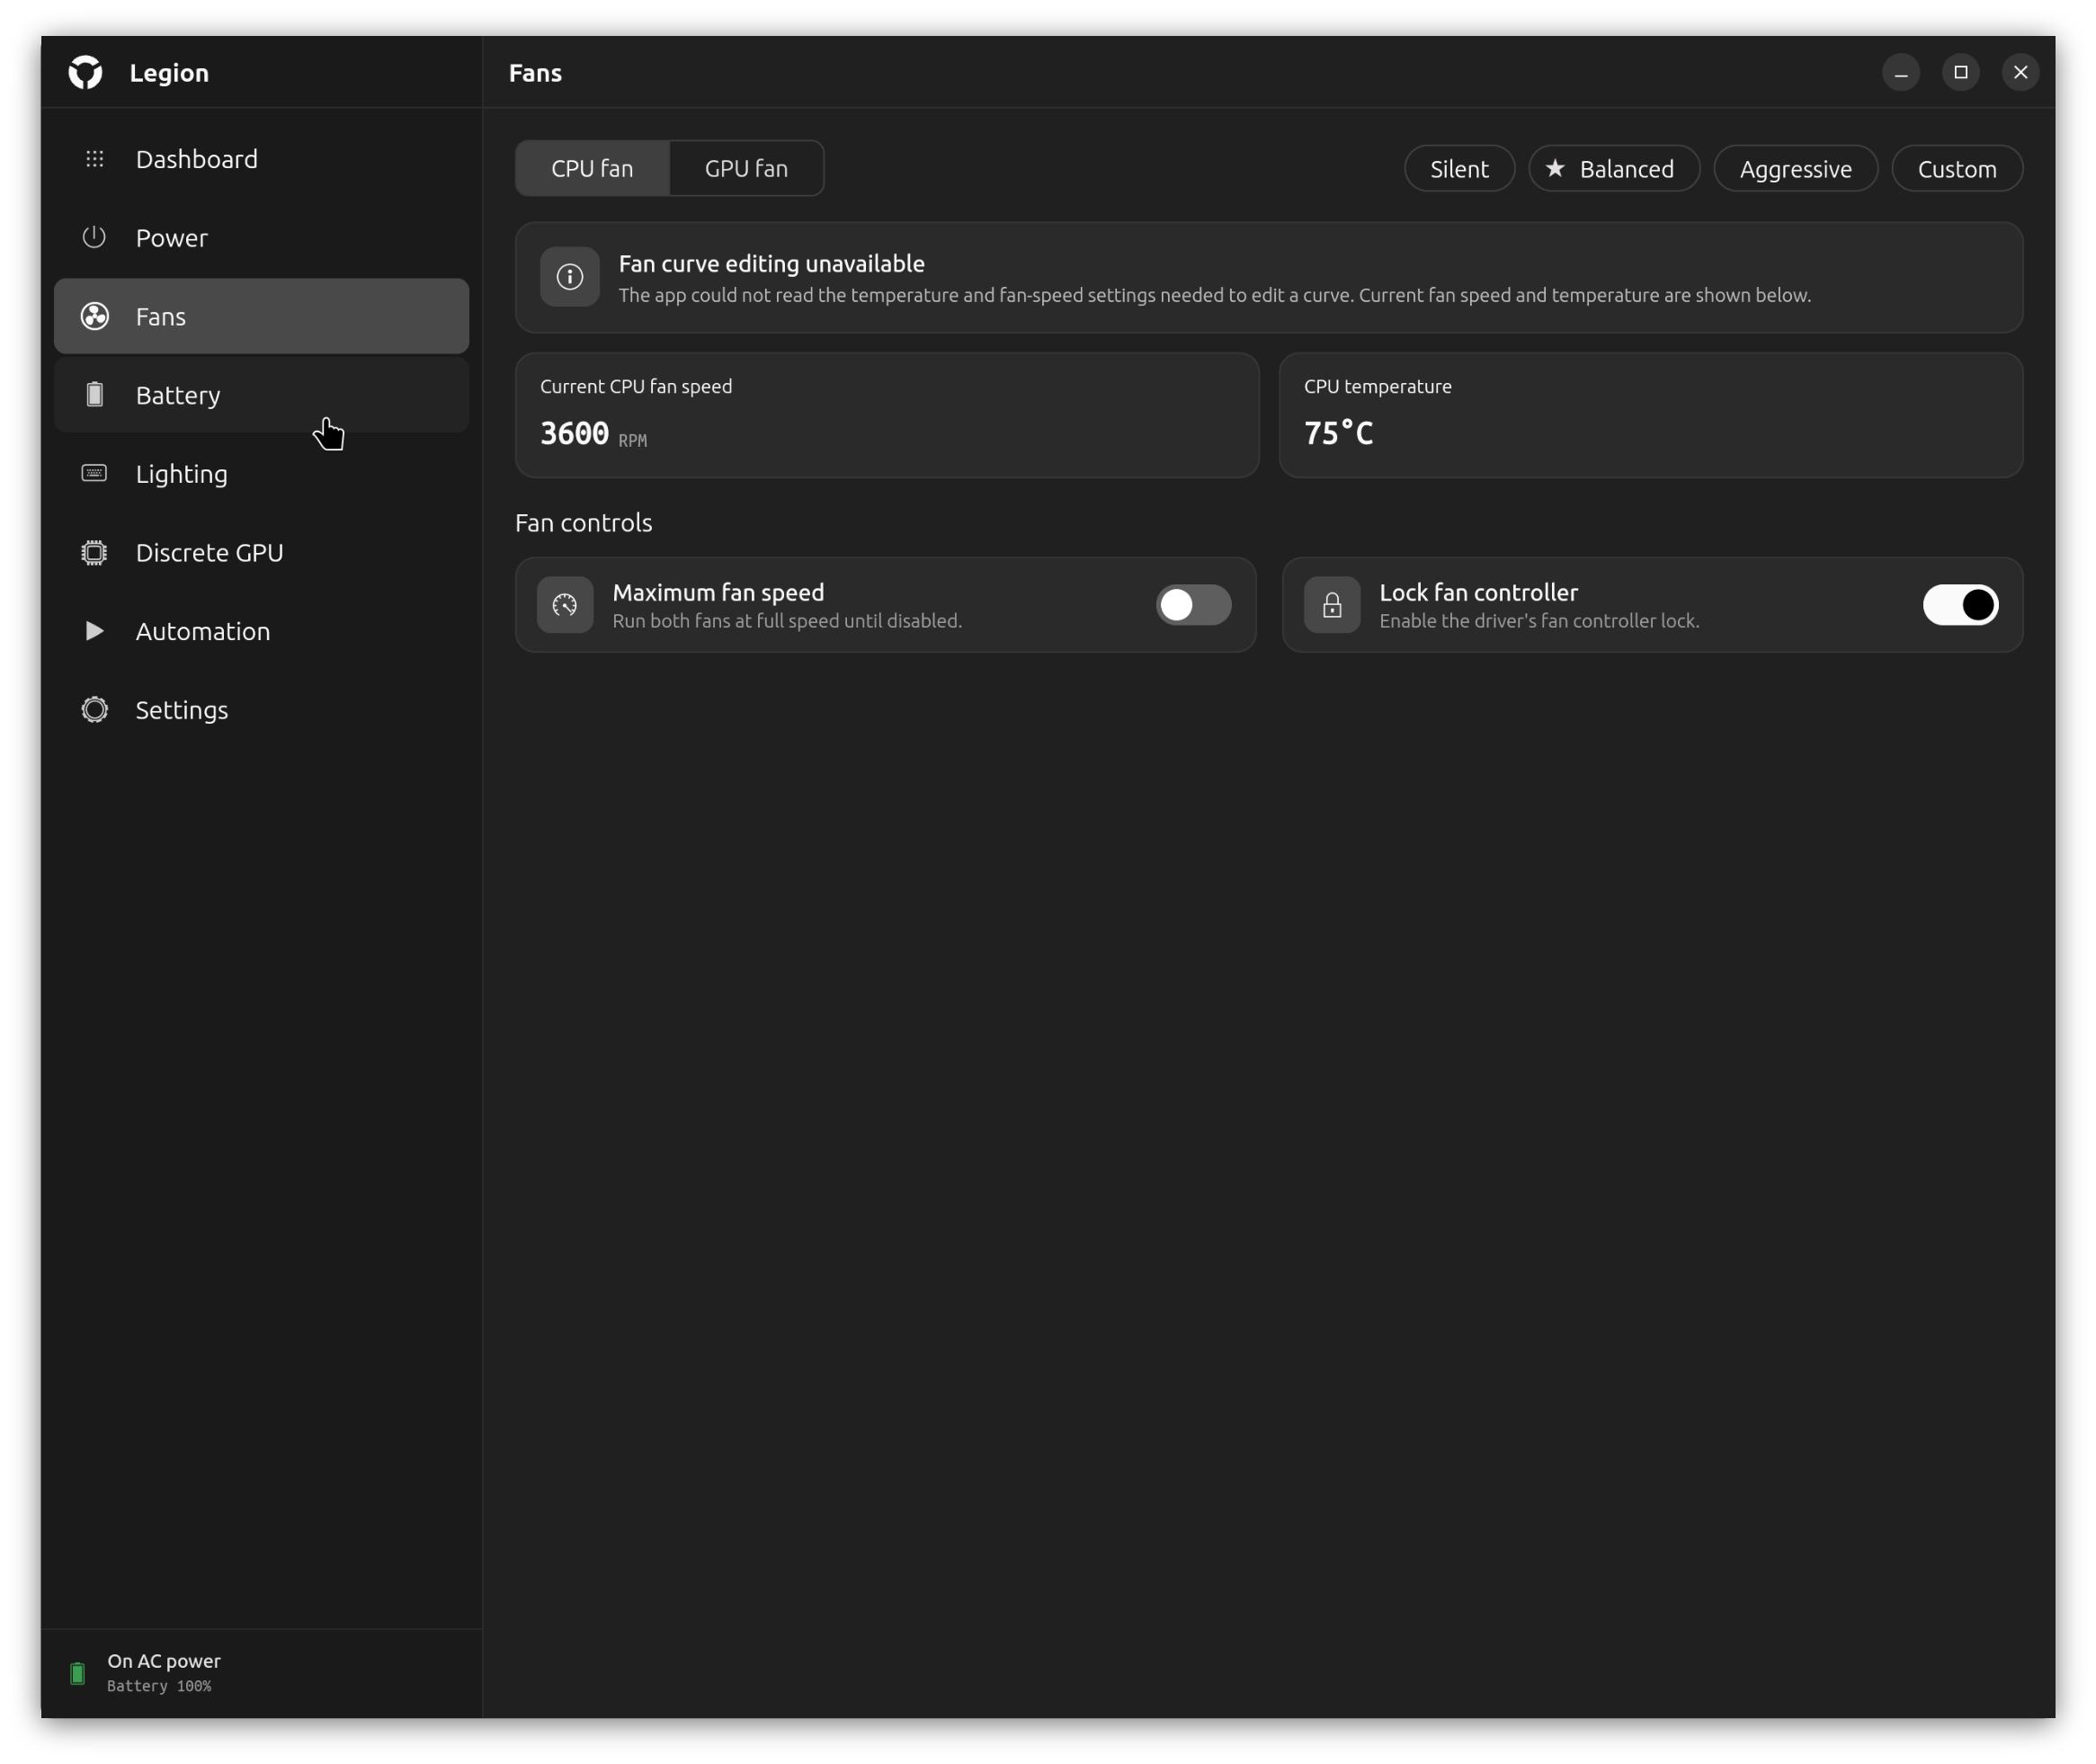 Legion
Fans
Dashboard
Power
Fans
Battery
Lighting
Discrete GPU
Automation
Settings
On AC power
Battery 100%
CPU fan
GPU fan
Silent
★ Balanced
Aggressive
Custom
Fan curve editing unavailable
The app could not read the temperature and fan-speed settings needed to edit a curve. Current fan speed and temperature are shown below.
Current CPU fan speed
3600 RPM
CPU temperature
75°C
Fan controls
Maximum fan speed
Run both fans at full speed until disabled.
Lock fan controller
Enable the driver's fan controller lock.